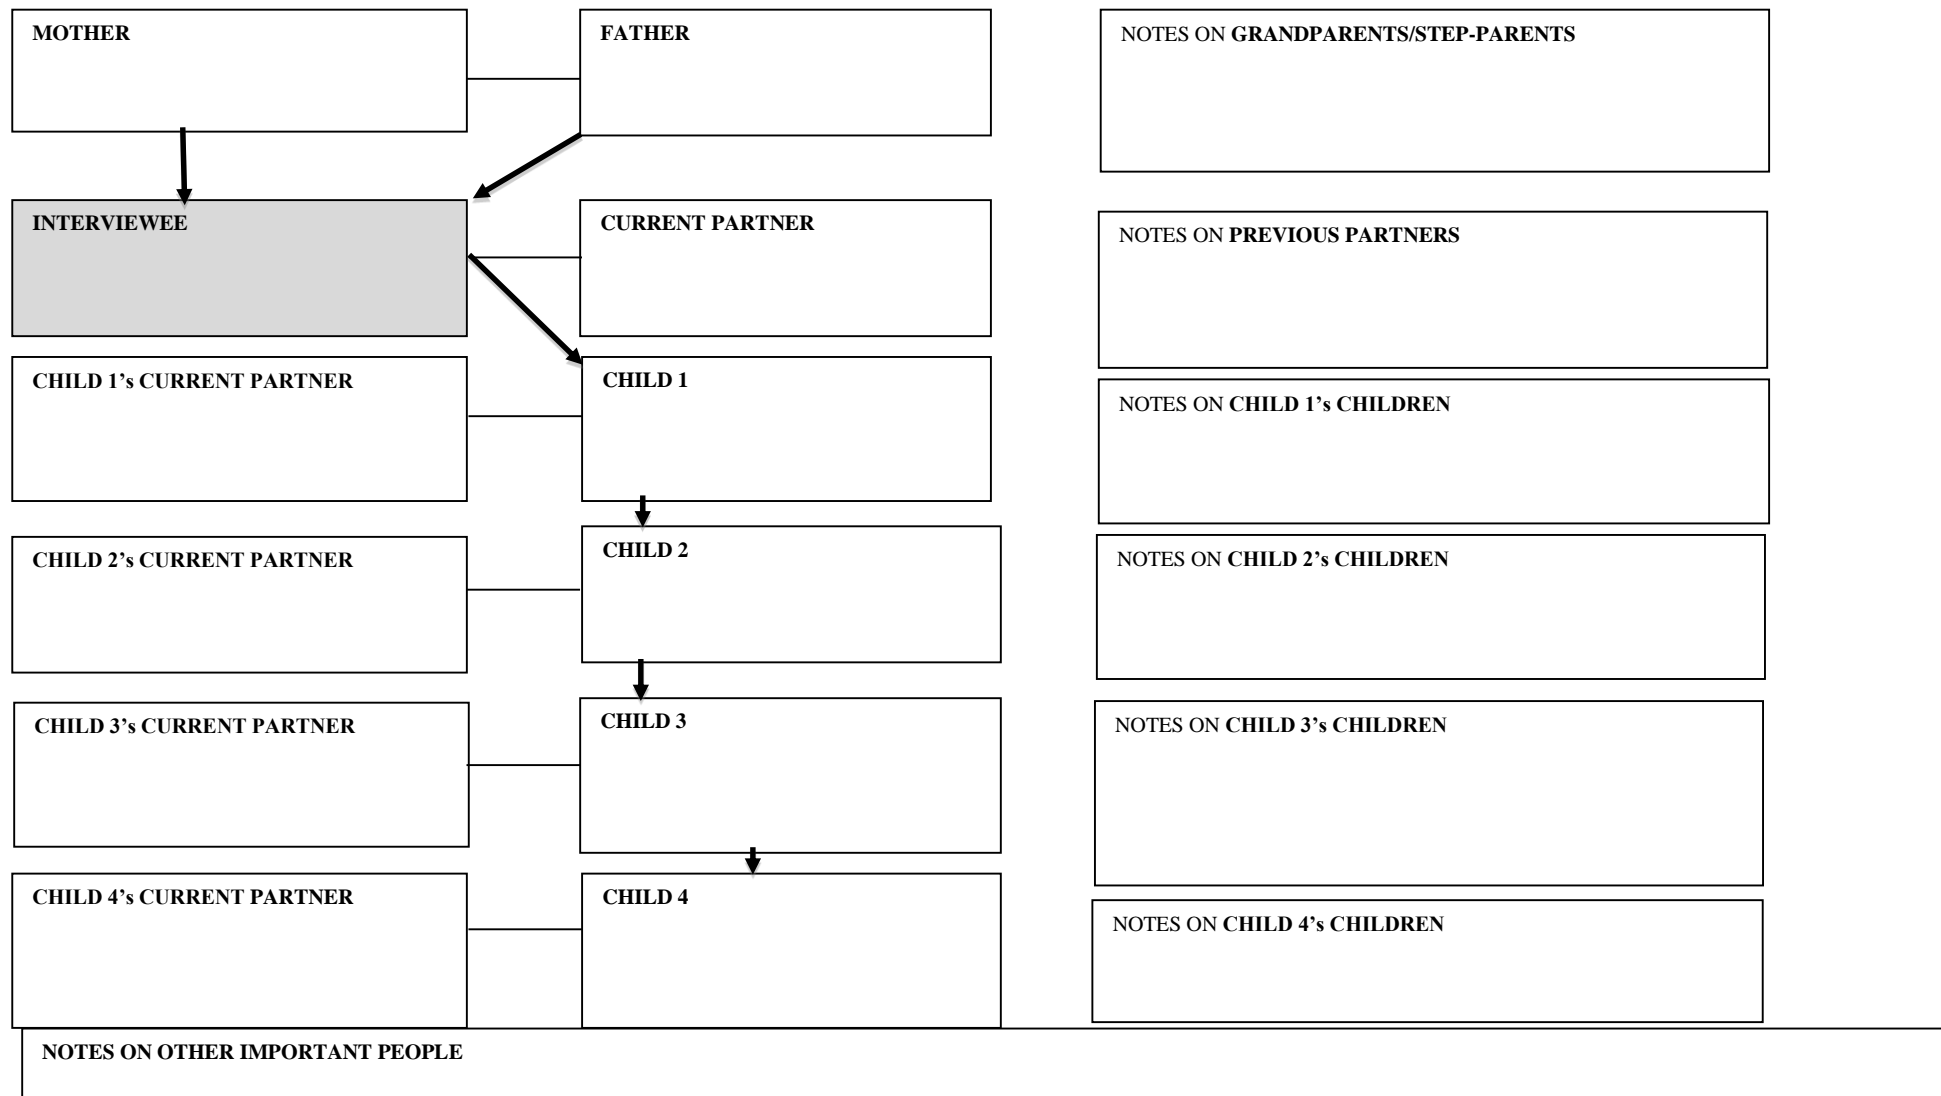 MOTHER
FATHER
NOTES ON GRANDPARENTS/STEP-PARENTS
INTERVIEWEE
CURRENT PARTNER
NOTES ON PREVIOUS PARTNERS
CHILD 1’s CURRENT PARTNER
CHILD 1
NOTES ON CHILD 1’s CHILDREN
CHILD 2’s CURRENT PARTNER
CHILD 2
NOTES ON CHILD 2’s CHILDREN
CHILD 3’s CURRENT PARTNER
CHILD 3
NOTES ON CHILD 3’s CHILDREN
CHILD 4’s CURRENT PARTNER
CHILD 4
NOTES ON CHILD 4’s CHILDREN
NOTES ON OTHER IMPORTANT PEOPLE